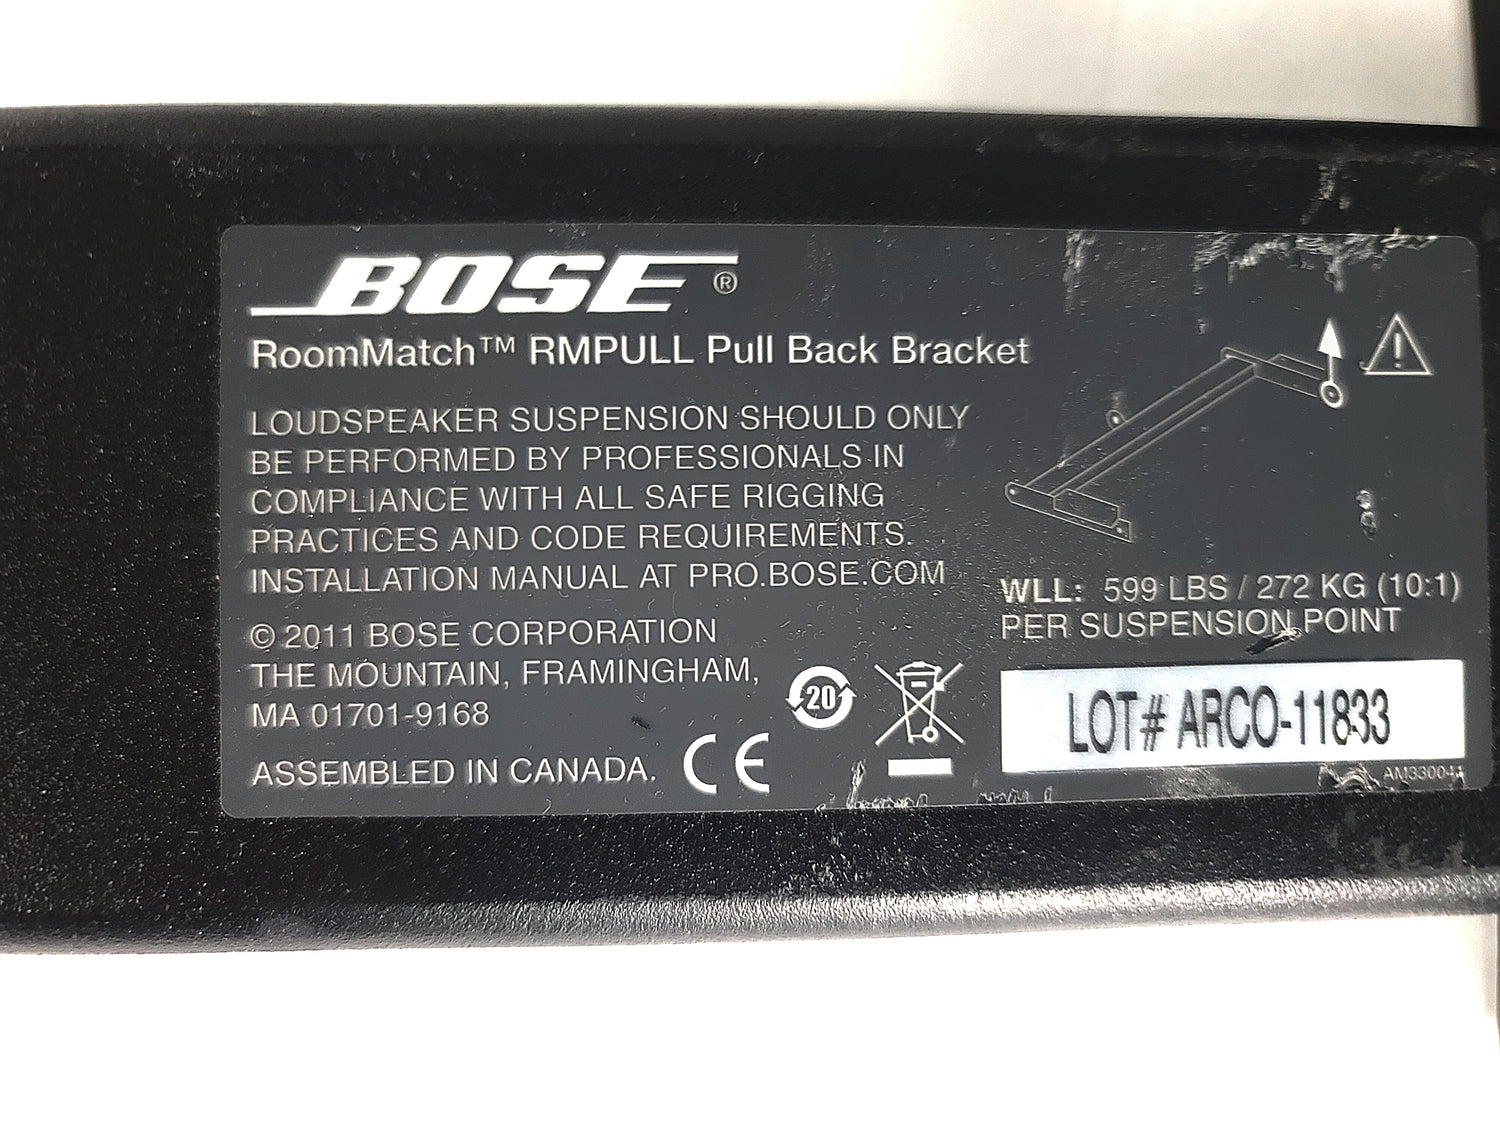 BOSE®
RoomMatch™ RMPULL Pull Back Bracket
LOUDSPEAKER SUSPENSION SHOULD ONLY
BE PERFORMED BY PROFESSIONALS IN
COMPLIANCE WITH ALL SAFE RIGGING
PRACTICES AND CODE REQUIREMENTS.
INSTALLATION MANUAL AT PRO.BOSE.COM
© 2011 BOSE CORPORATION
THE MOUNTAIN, FRAMINGHAM,
MA 01701-9168
ASSEMBLED IN CANADA.
CE
20
WLL: 599 LBS / 272 KG (10:1)
PER SUSPENSION POINT
LOT# ARCO-11833